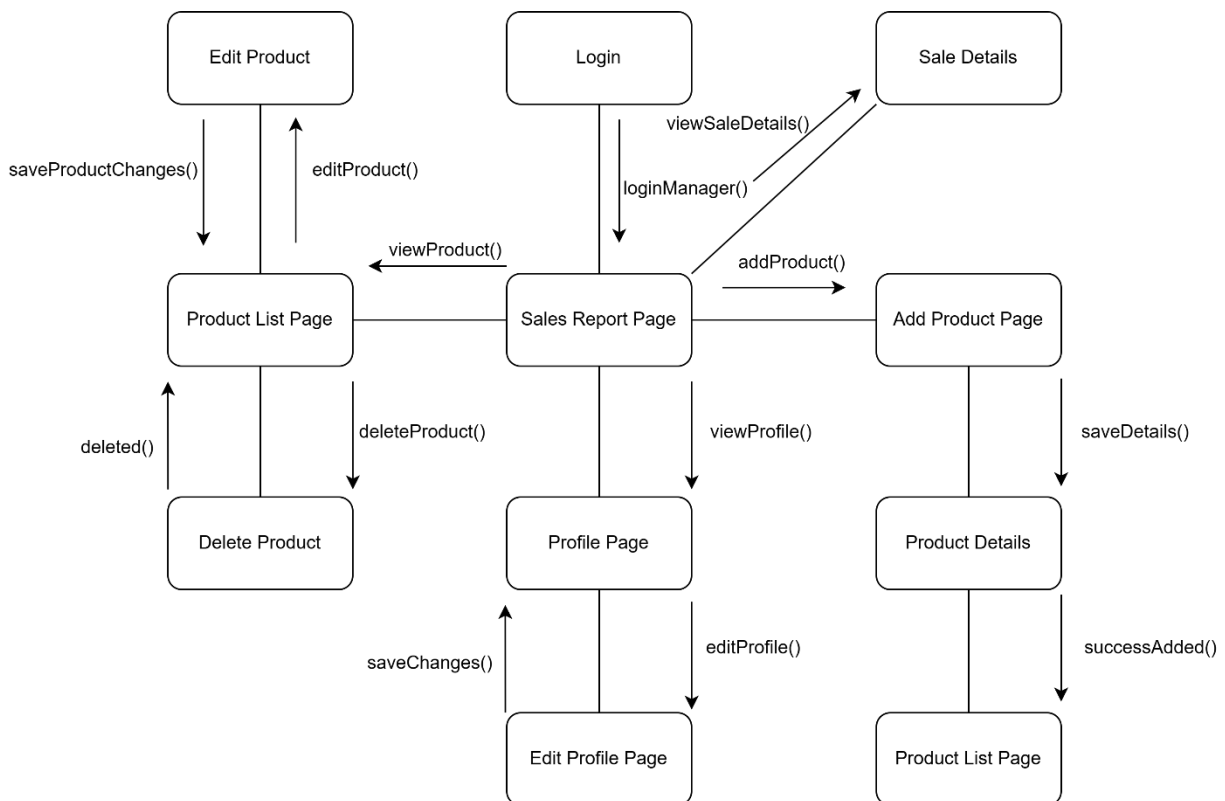 Edit Product
Login
Sale Details
viewSaleDetails()
saveProductChanges()
editProduct()
loginManager()
viewProduct()
addProduct()
Product List Page
Sales Report Page
Add Product Page
deleted()
deleteProduct()
viewProfile()
saveDetails()
Delete Product
Profile Page
Product Details
saveChanges()
editProfile()
successAdded()
Edit Profile Page
Product List Page